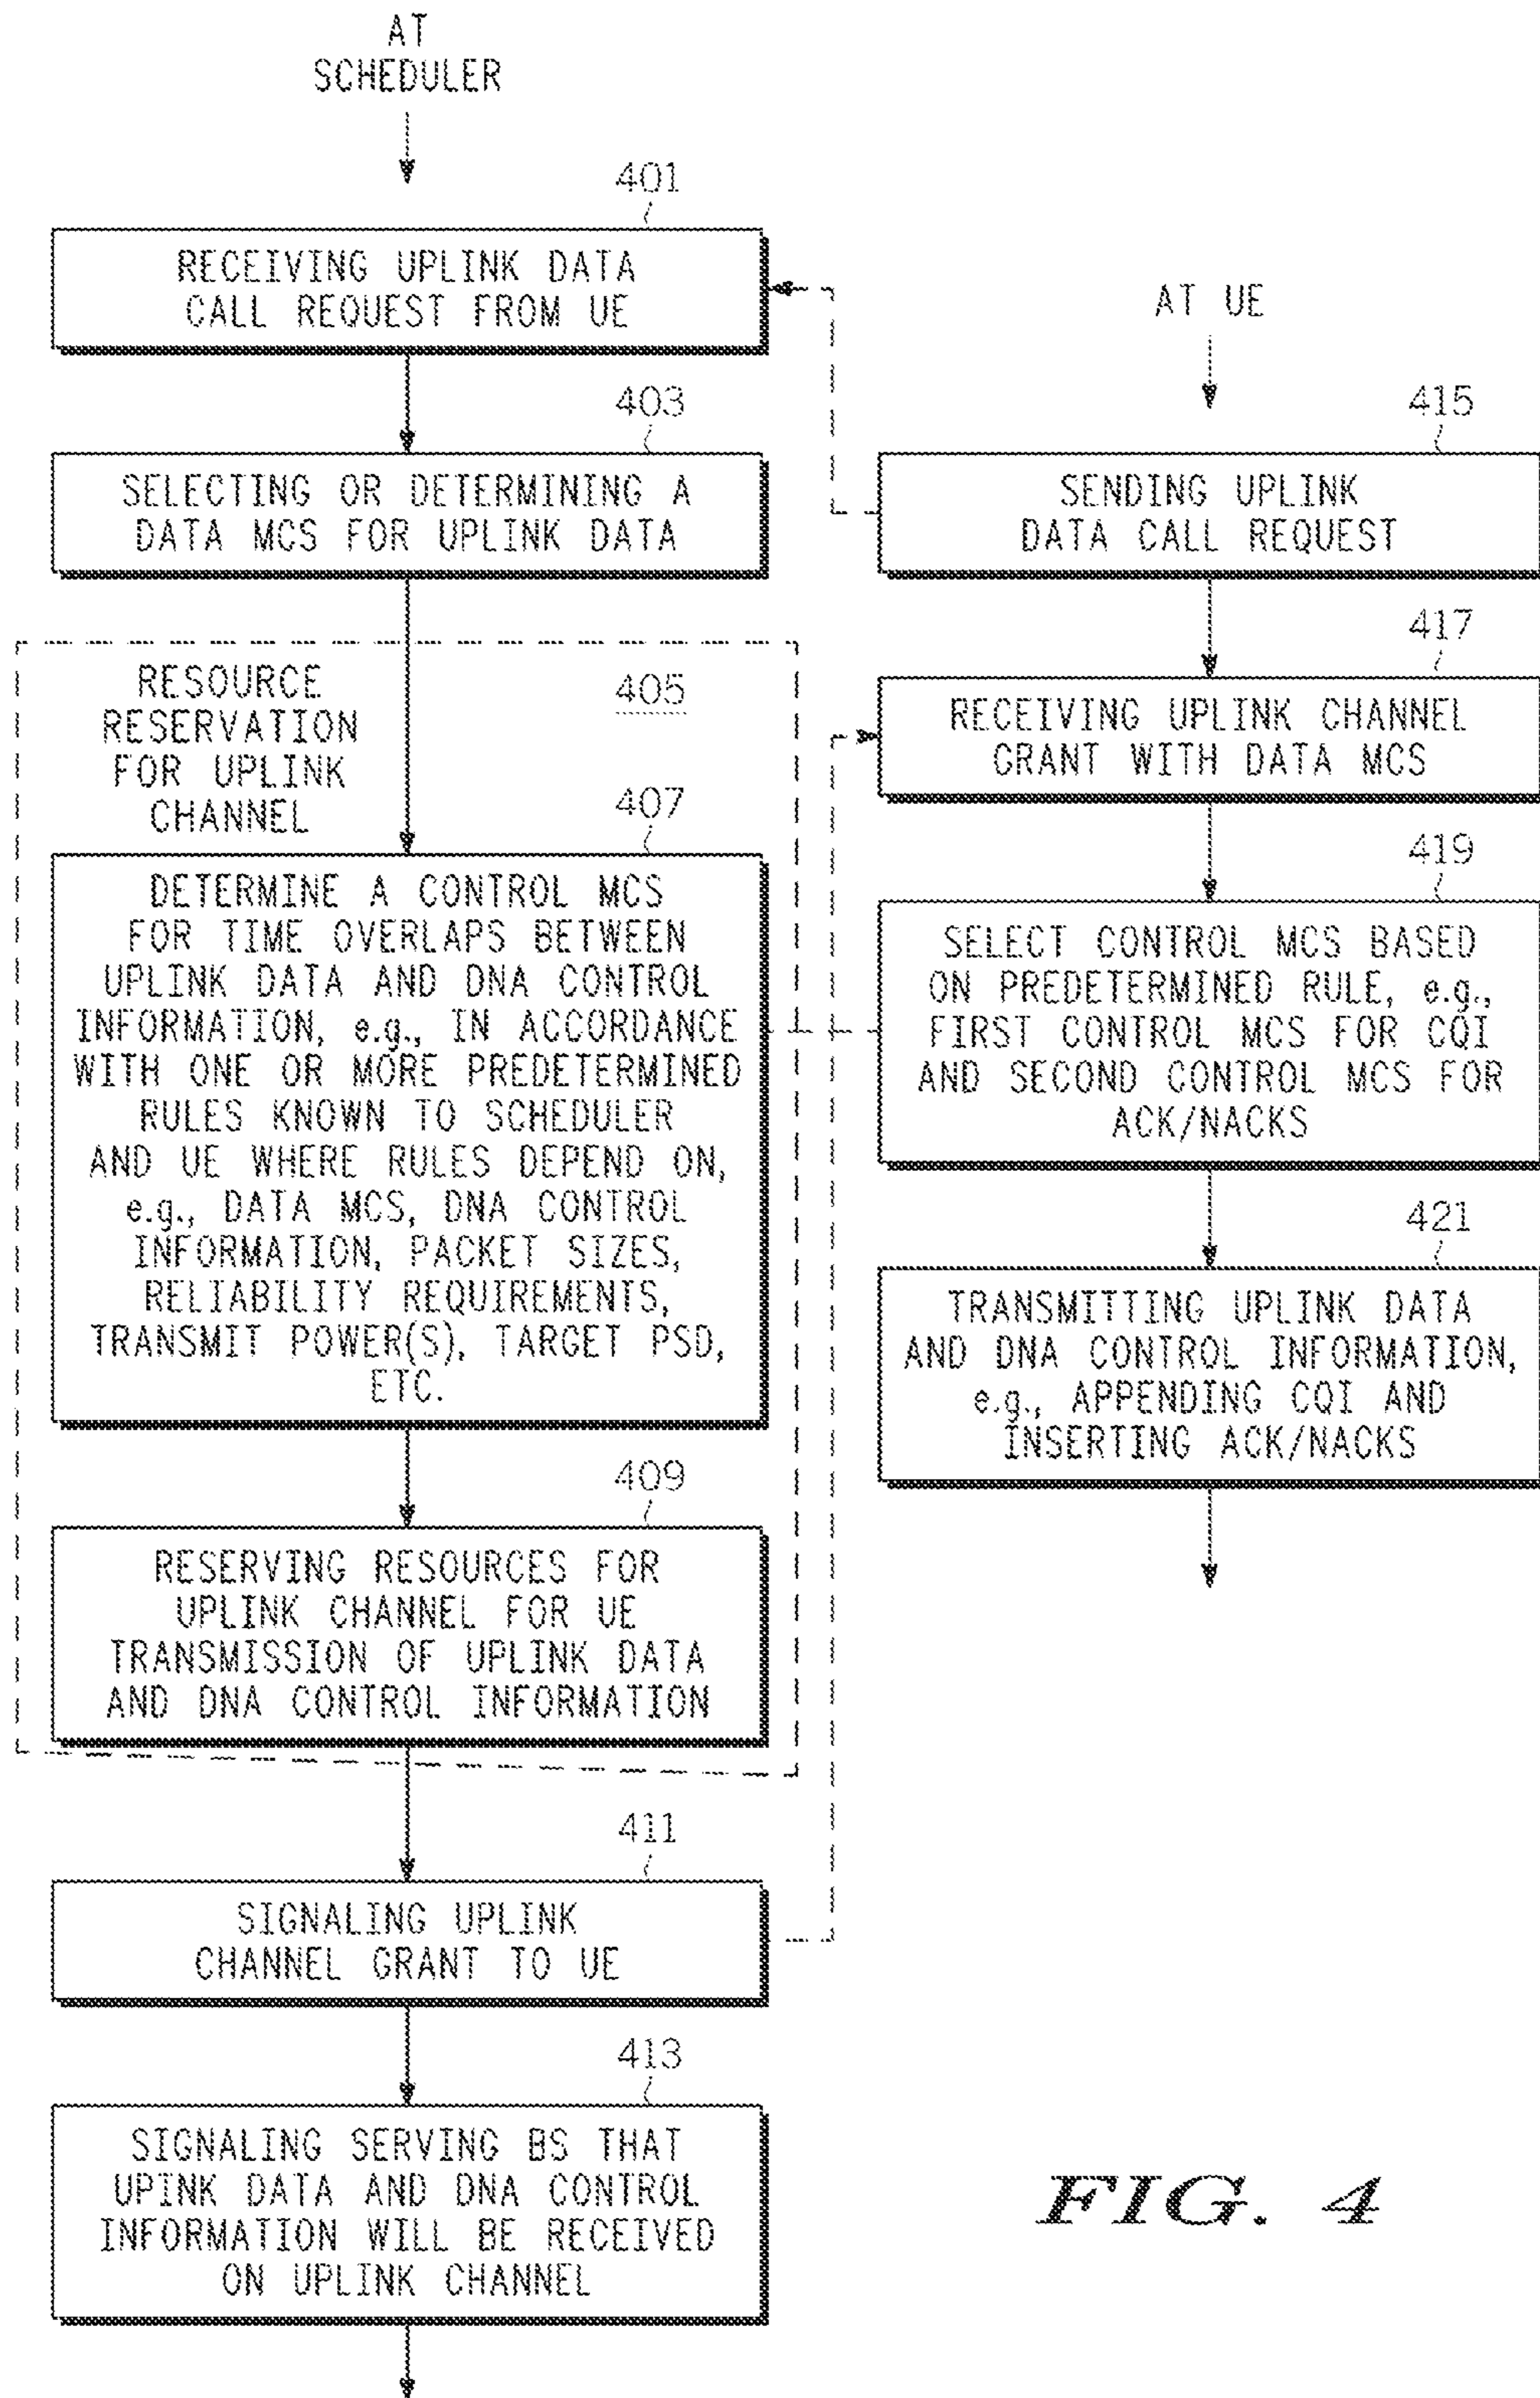 AT
SCHEDULER
401
RECEIVING UPLINK DATA
CALL REQUEST FROM UE
403
SELECTING OR DETERMINING A
DATA MCS FOR UPLINK DATA
RESOURCE
RESERVATION
FOR UPLINK
CHANNEL
405
407
DETERMINE A CONTROL MCS
FOR TIME OVERLAPS BETWEEN
UPLINK DATA AND DNA CONTROL
INFORMATION, e.g., IN ACCORDANCE
WITH ONE OR MORE PREDETERMINED
RULES KNOWN TO SCHEDULER
AND UE WHERE RULES DEPEND ON,
e.g., DATA MCS, DNA CONTROL
INFORMATION, PACKET SIZES,
RELIABILITY REQUIREMENTS,
TRANSMIT POWER(S), TARGET PSD,
ETC.
409
RESERVING RESOURCES FOR
UPLINK CHANNEL FOR UE
TRANSMISSION OF UPLINK DATA
AND DNA CONTROL INFORMATION
411
SIGNALING UPLINK
CHANNEL GRANT TO UE
413
SIGNALING SERVING BS THAT
UPINK DATA AND DNA CONTROL
INFORMATION WILL BE RECEIVED
ON UPLINK CHANNEL
AT UE
415
SENDING UPLINK
DATA CALL REQUEST
417
RECEIVING UPLINK CHANNEL
GRANT WITH DATA MCS
419
SELECT CONTROL MCS BASED
ON PREDETERMINED RULE, e.g.,
FIRST CONTROL MCS FOR CQI
AND SECOND CONTROL MCS FOR
ACK/NACKS
421
TRANSMITTING UPLINK DATA
AND DNA CONTROL INFORMATION,
e.g., APPENDING CQI AND
INSERTING ACK/NACKS
FIG. 4